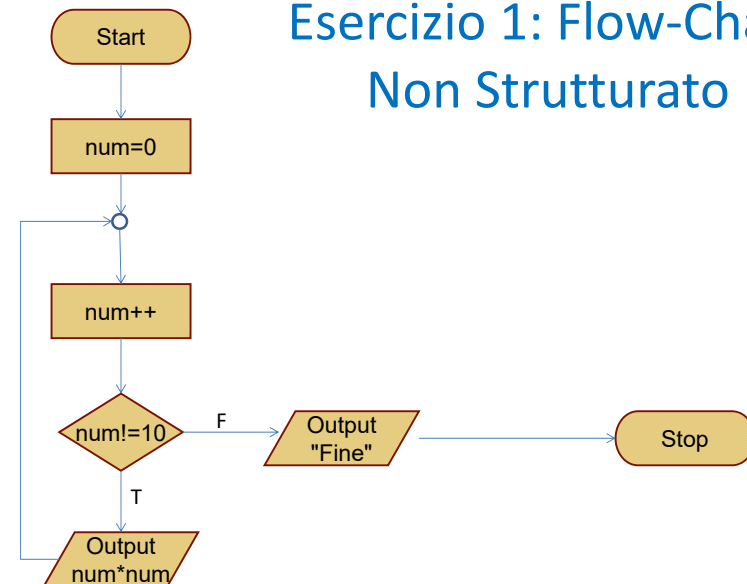 Esercizio 1: Flow-Cha
Non Strutturato
Start
num=0
num++
num!=10
F
Output
"Fine"
Stop
T
Output
num*num